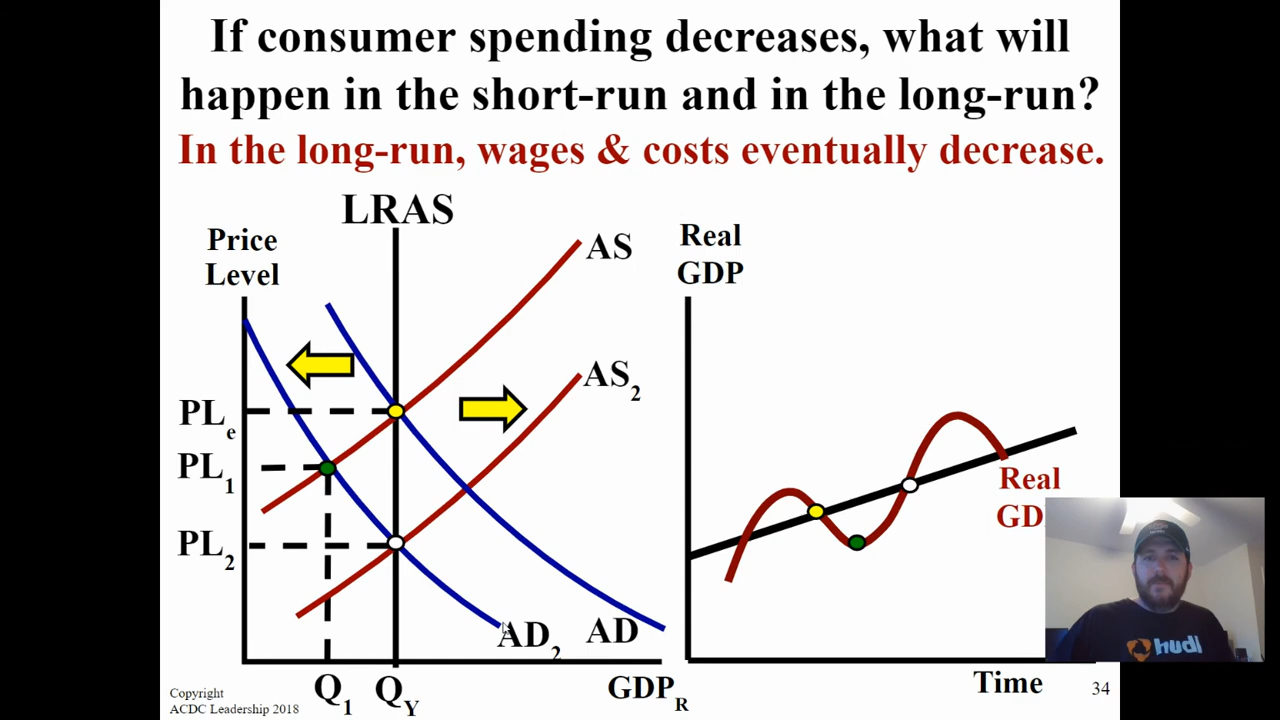 If consumer spending decreases, what will
happen in the short-run and in the long-run?
In the long-run, wages & costs eventually decrease.
LRAS
Price
Level
AS
AS2
PLe
PL1
PL2
AD2
AD
Q1
QY
GDPR
Real
GDP
Real
GD
Time
34
Copyright
ACDC Leadership 2018
hudl